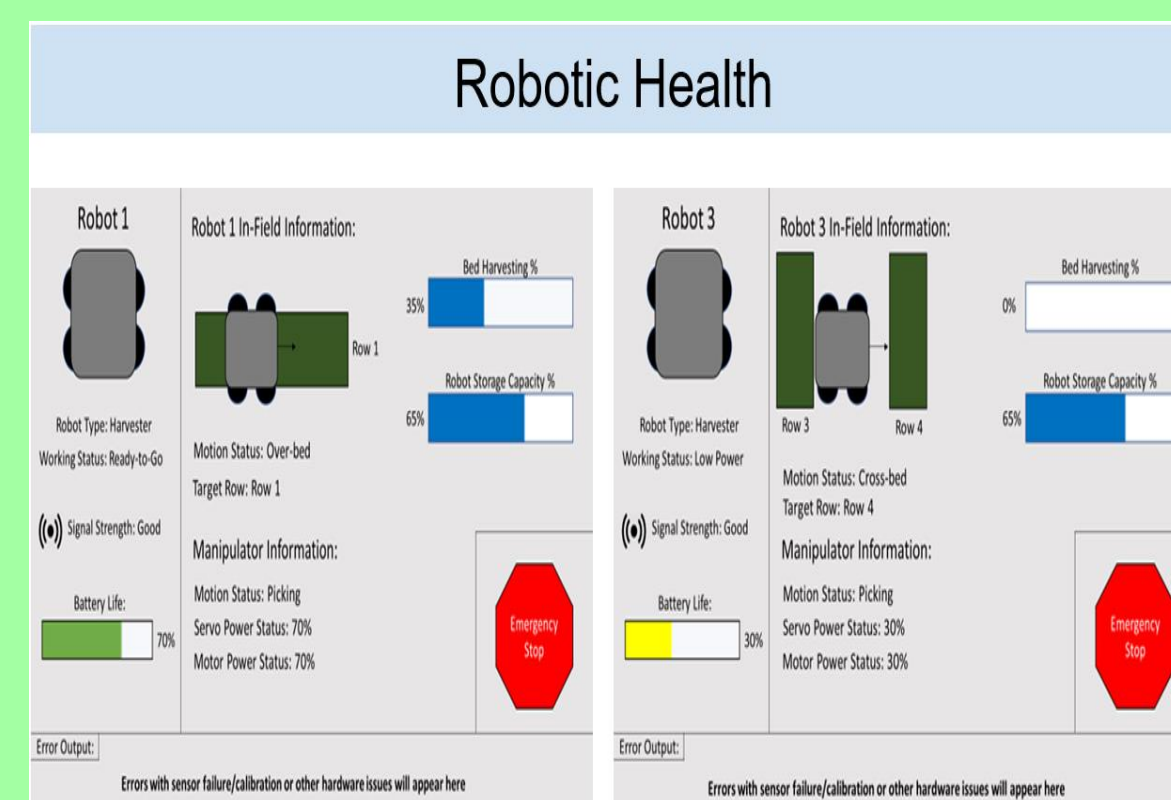 Robotic Health
Robot 1
Robot Type: Harvester
Working Status: Ready-to-Go
Signal Strength: Good
Battery Life:
70%
Robot 1 In-Field Information:
Row 1
Motion Status: Over-bed
Target Row: Row 1
Manipulator Information:
Motion Status: Picking
Servo Power Status: 70%
Motor Power Status: 70%
Bed Harvesting %
35%
Robot Storage Capacity %
65%
Emergency
Stop
Error Output:
Errors with sensor failure/calibration or other hardware issues will appear here
Robot 3
Robot Type: Harvester
Working Status: Low Power
Signal Strength: Good
Battery Life:
30%
Robot 3 In-Field Information:
Row 3
Row 4
Motion Status: Cross-bed
Target Row: Row 4
Manipulator Information:
Motion Status: Picking
Servo Power Status: 30%
Motor Power Status: 30%
Bed Harvesting %
0%
Robot Storage Capacity %
65%
Emergency
Stop
Error Output:
Errors with sensor failure/calibration or other hardware issues will appear here